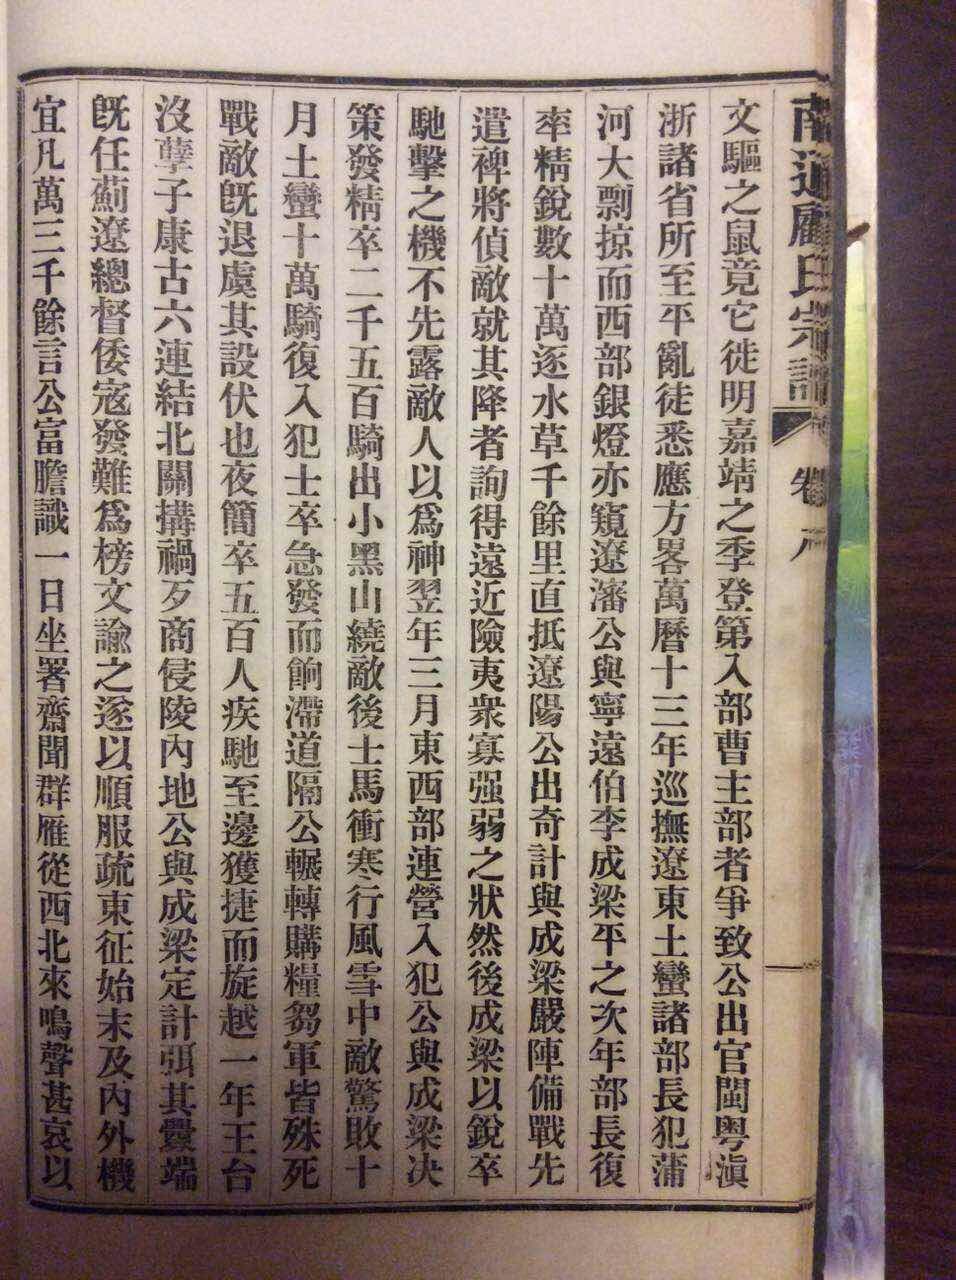 南通顧氏宗譜 卷八
文驅之鼠竟它徙明嘉靖之季登第入部曹主部者爭致公出官閩粤滇
浙諸省所至平亂徒悉應方畧萬曆十三年巡撫遼東土蠻諸部長犯蒲
河大剽掠而西部銀燈亦窺遼瀋公與寧遠伯李成梁平之次年部長復
率精銳數十萬逐水草千餘里直抵遼陽公出奇計與成梁嚴陣備戰先
遣裨將偵敵就其降者詢得遠近險夷衆寡强弱之狀然後成梁以銳卒
馳擊之機不先露敵人以爲神翌年三月東西部連營入犯公與成梁决
策發精卒二千五百騎出小黑山繞敵後士馬衝寒行風雪中敵驚敗十
月土蠻十萬騎復入犯士卒急發而餉滯道隔公輾轉購糧芻軍皆殊死
戰敵旣退虞其設伏也夜簡卒五百人疾馳至邊獲捷而旋越一年王台
沒孽子康古六連結北關搆禍歹商侵陵內地公與成梁定計弭其釁端
旣任薊遼總督倭寇發難爲榜文諭之遂以順服疏東征始末及內外機
宜凡萬三千餘言公富膽識一日坐署齋聞群雁從西北來鳴聲甚哀以